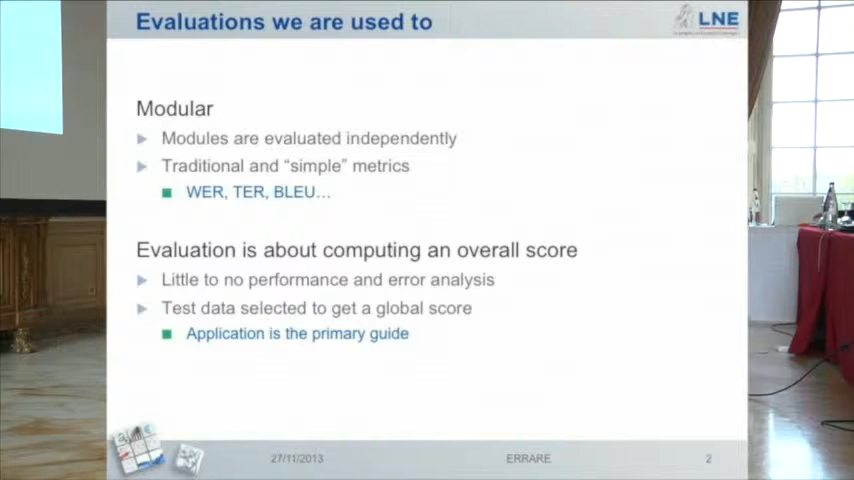 Evaluations we are used to
LNE
Modular
Modules are evaluated independently
Traditional and “simple” metrics
WER, TER, BLEU…
Evaluation is about computing an overall score
Little to no performance and error analysis
Test data selected to get a global score
Application is the primary guide
27/11/2013
ERRARE
2